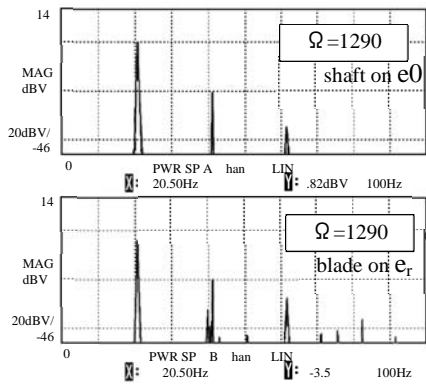 14
Ω=1290
shaft on e0
MAG
dBV
20dBV/
-46
0
PWR SP A han LIN
X: 20.50Hz Y: .82dBV 100Hz
14
Ω=1290
blade on er
MAG
dBV
20dBV/
-46
0
PWR SP B han LIN
X: 20.50Hz Y: -3.5 100Hz